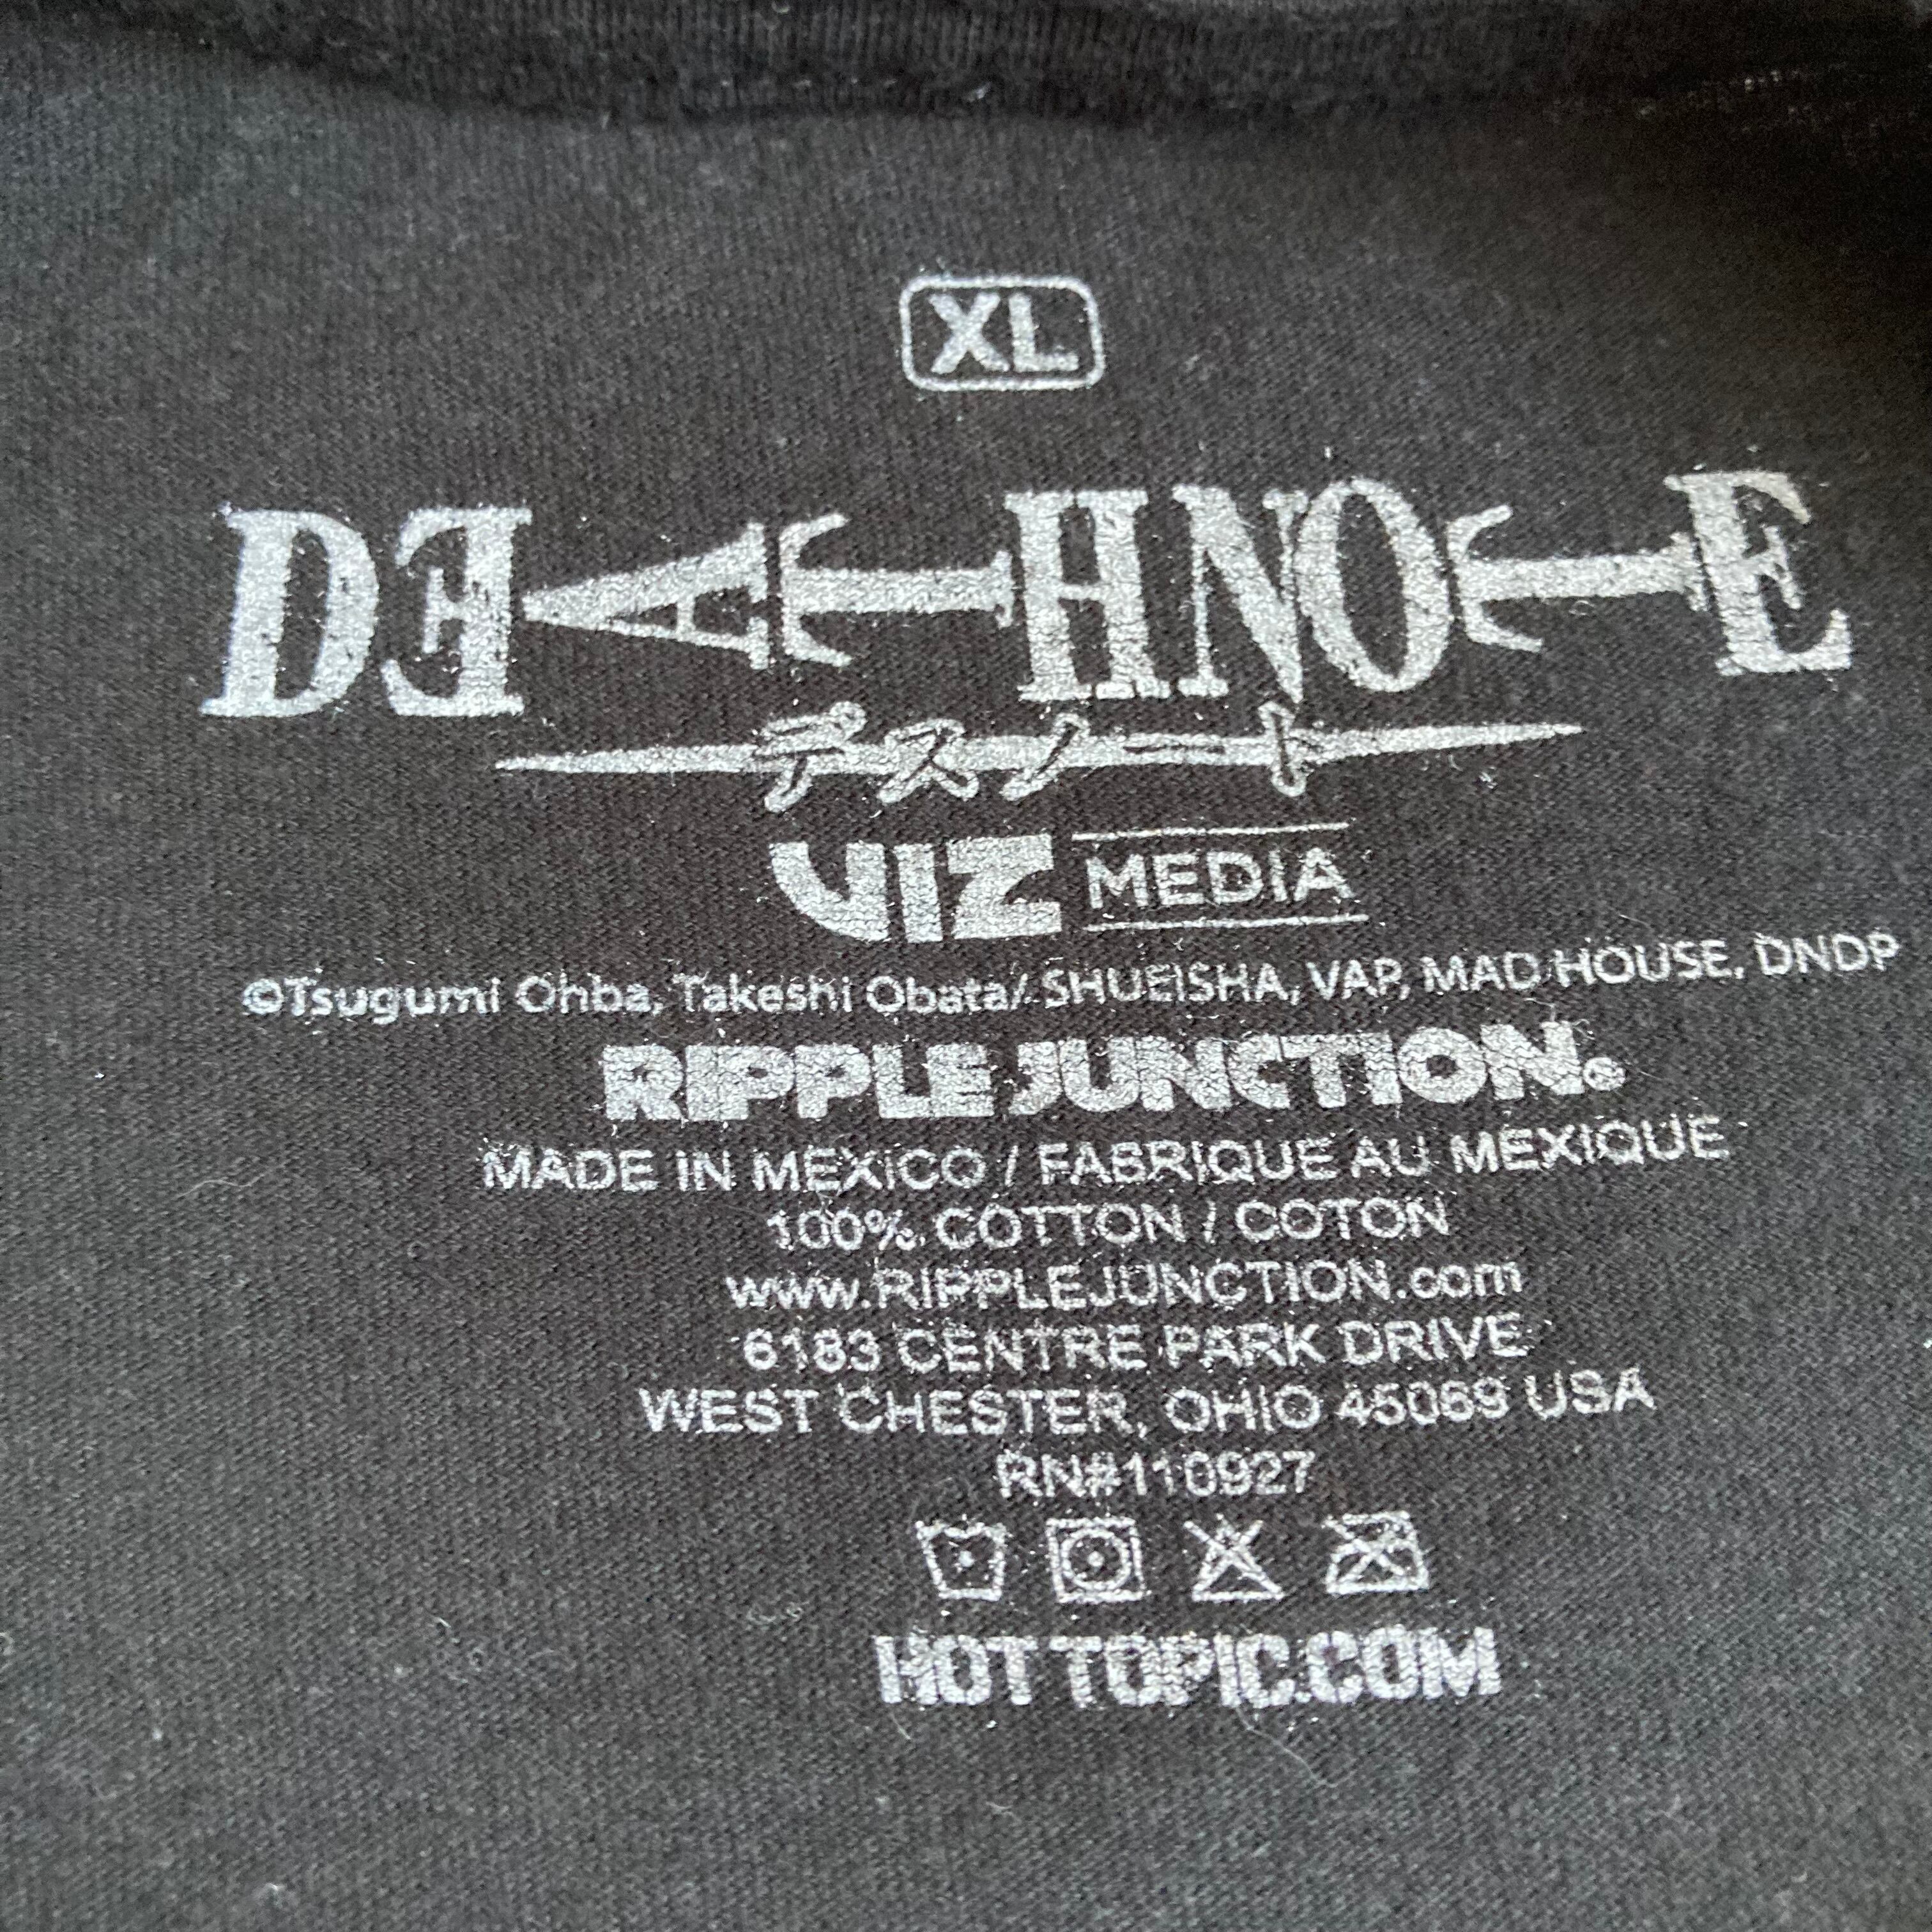 XL
DEATH NOTE
デスノート
VIZ MEDIA
©Tsugumi Ohba, Takeshi Obata/ SHUEISHA, VAP, MAD HOUSE, DNDP
RIPPLE JUNCTION®
MADE IN MEXICO / FABRIQUE AU MEXIQUE
100% COTTON / COTON
www.RIPPLEJUNCTION.com
6183 CENTRE PARK DRIVE
WEST CHESTER, OHIO 45069 USA
RN#110927
HOTTOPIC.COM